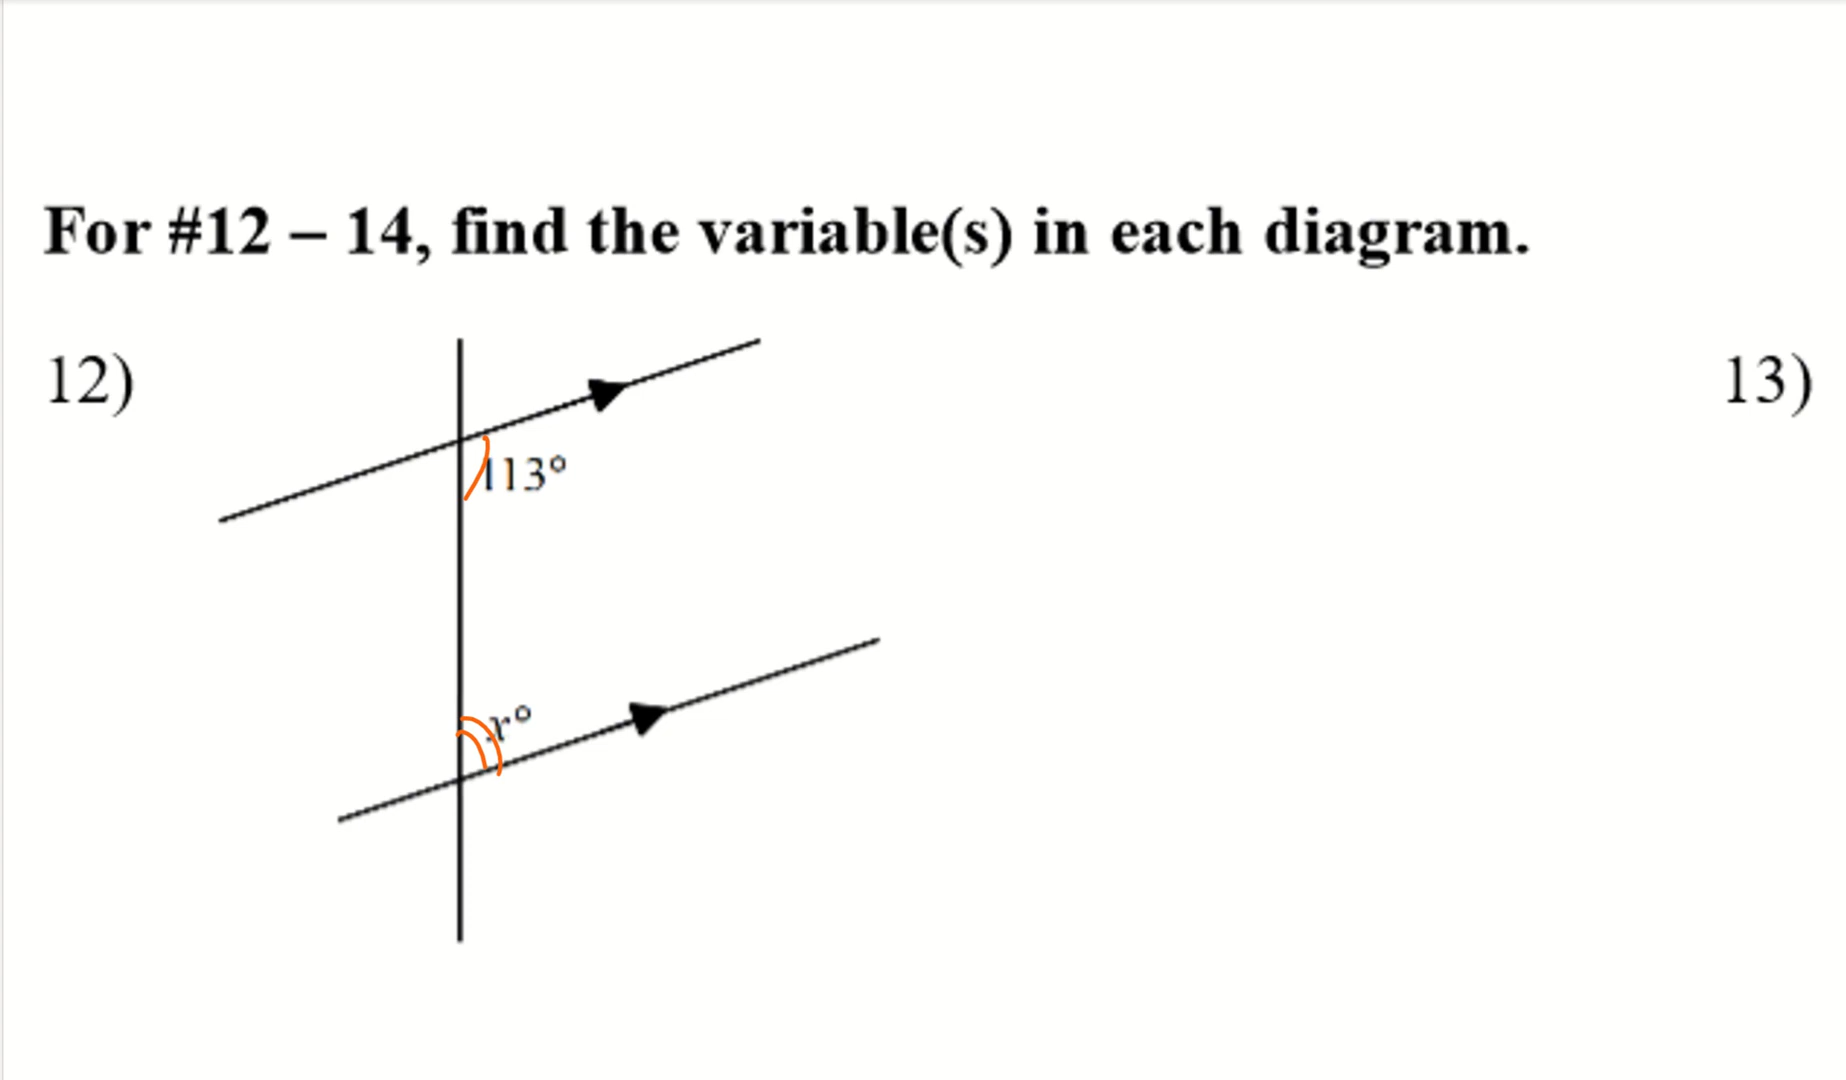 For #12 – 14, find the variable(s) in each diagram.
12)
13)
113°
x°